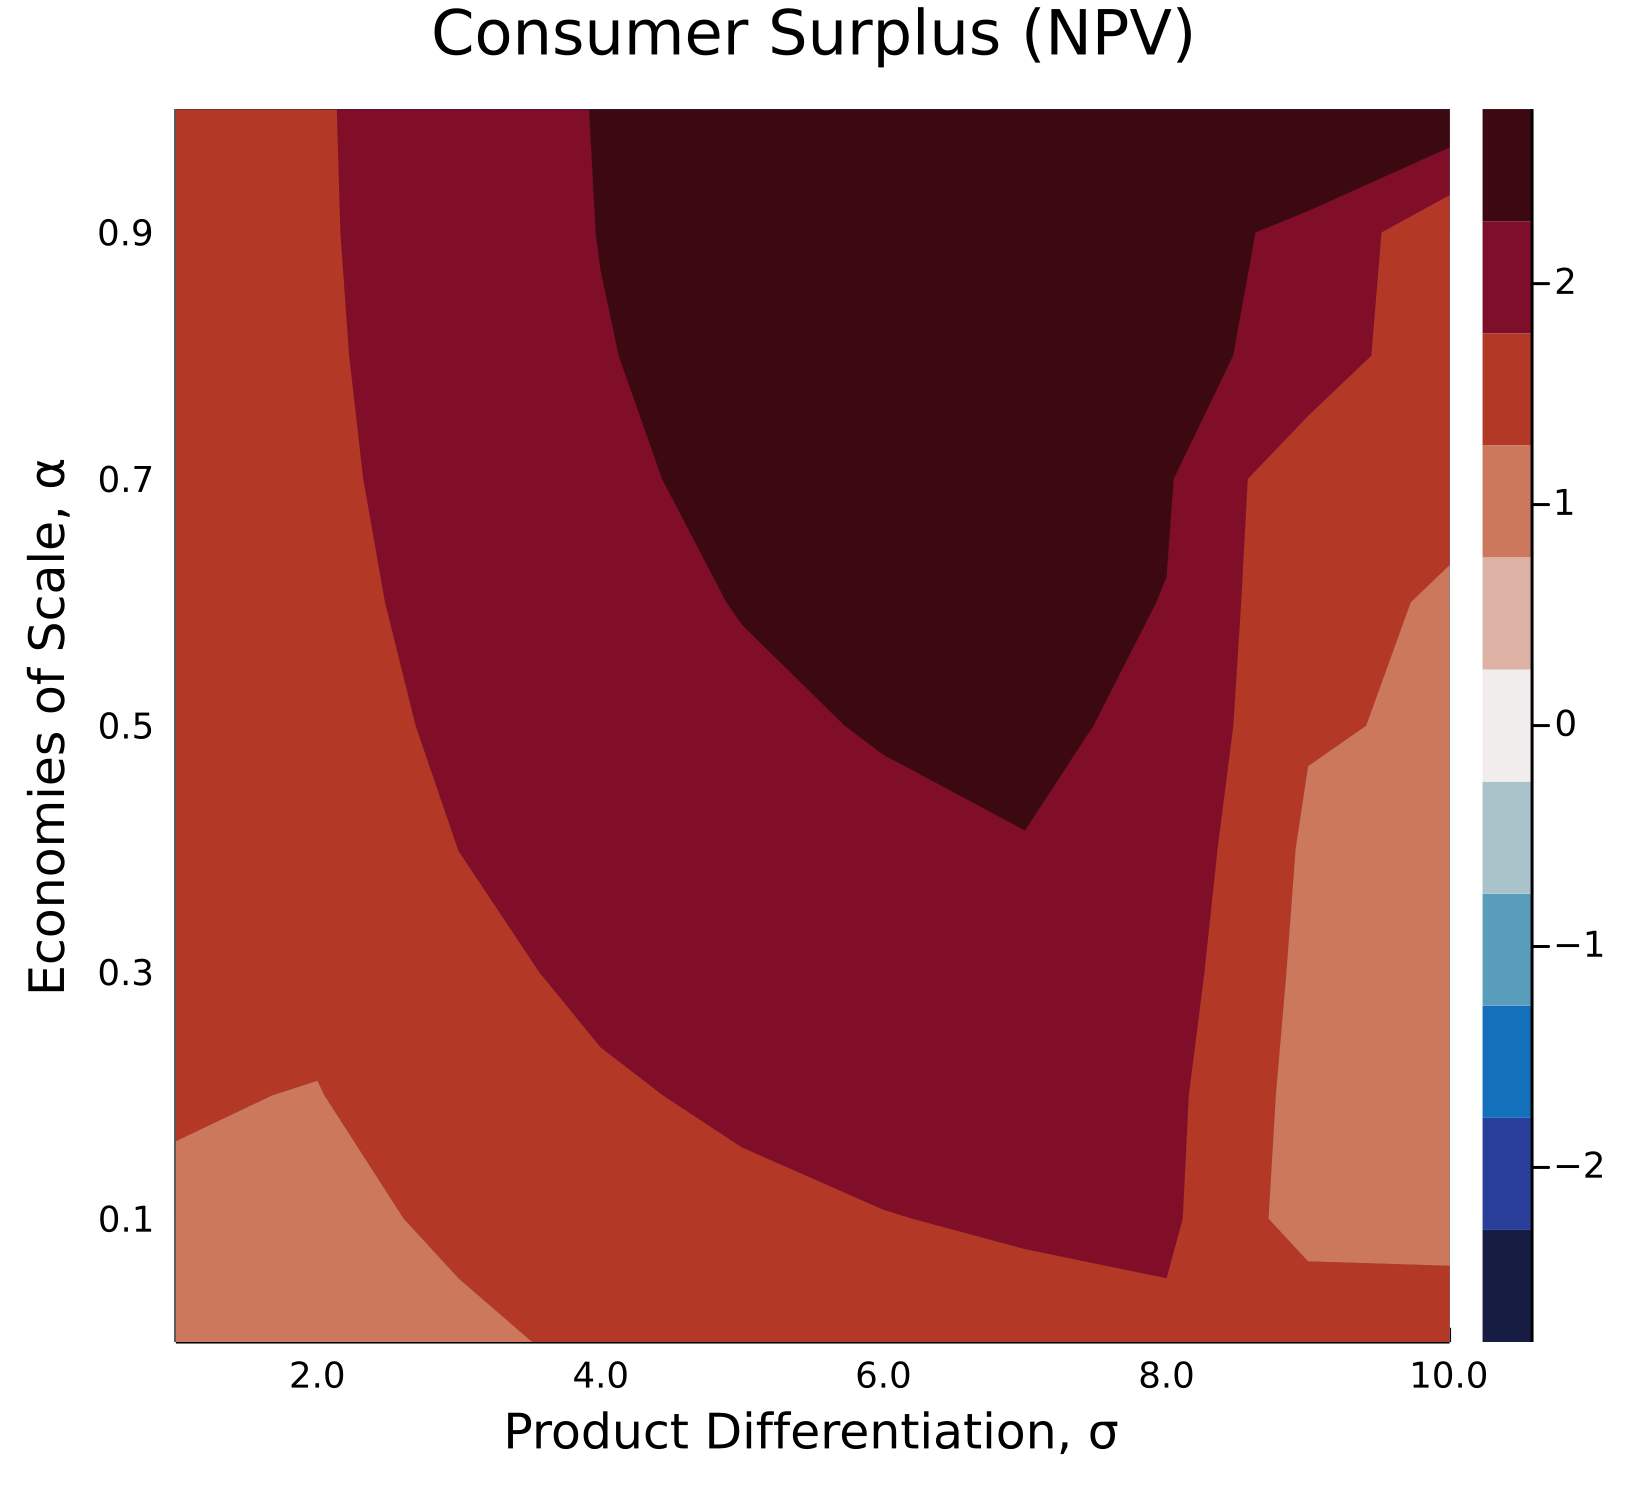 Consumer Surplus (NPV)
Economies of Scale, α
0.9
0.7
0.5
0.3
0.1
2.0 4.0 6.0 8.0 10.0
Product Differentiation, σ
2
1
0
−1
−2